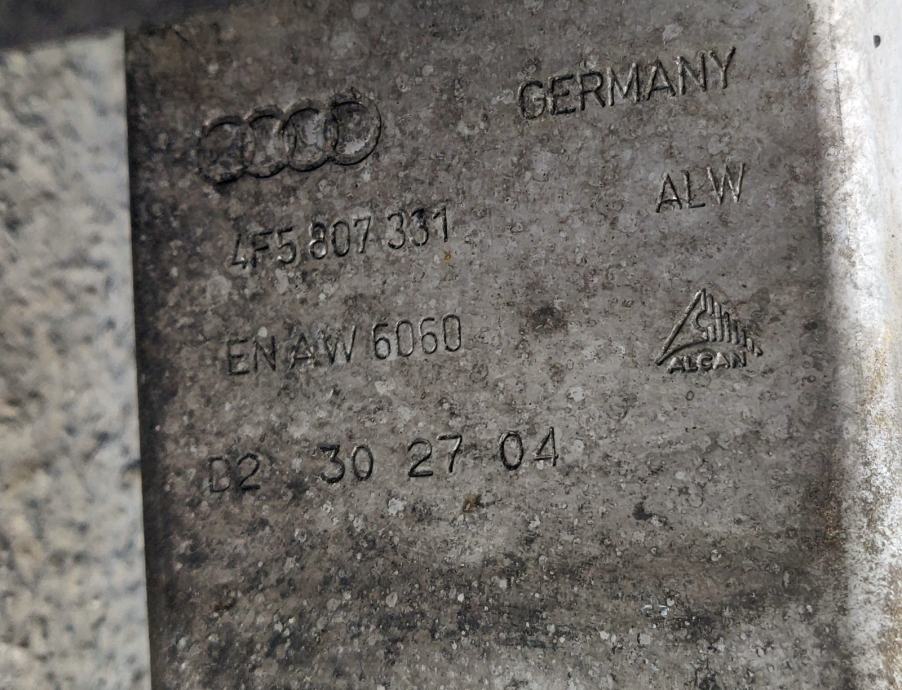 GERMANY
ALW
4F5 807 331
EN AW 6060
ALCAN
D2 30 27 04